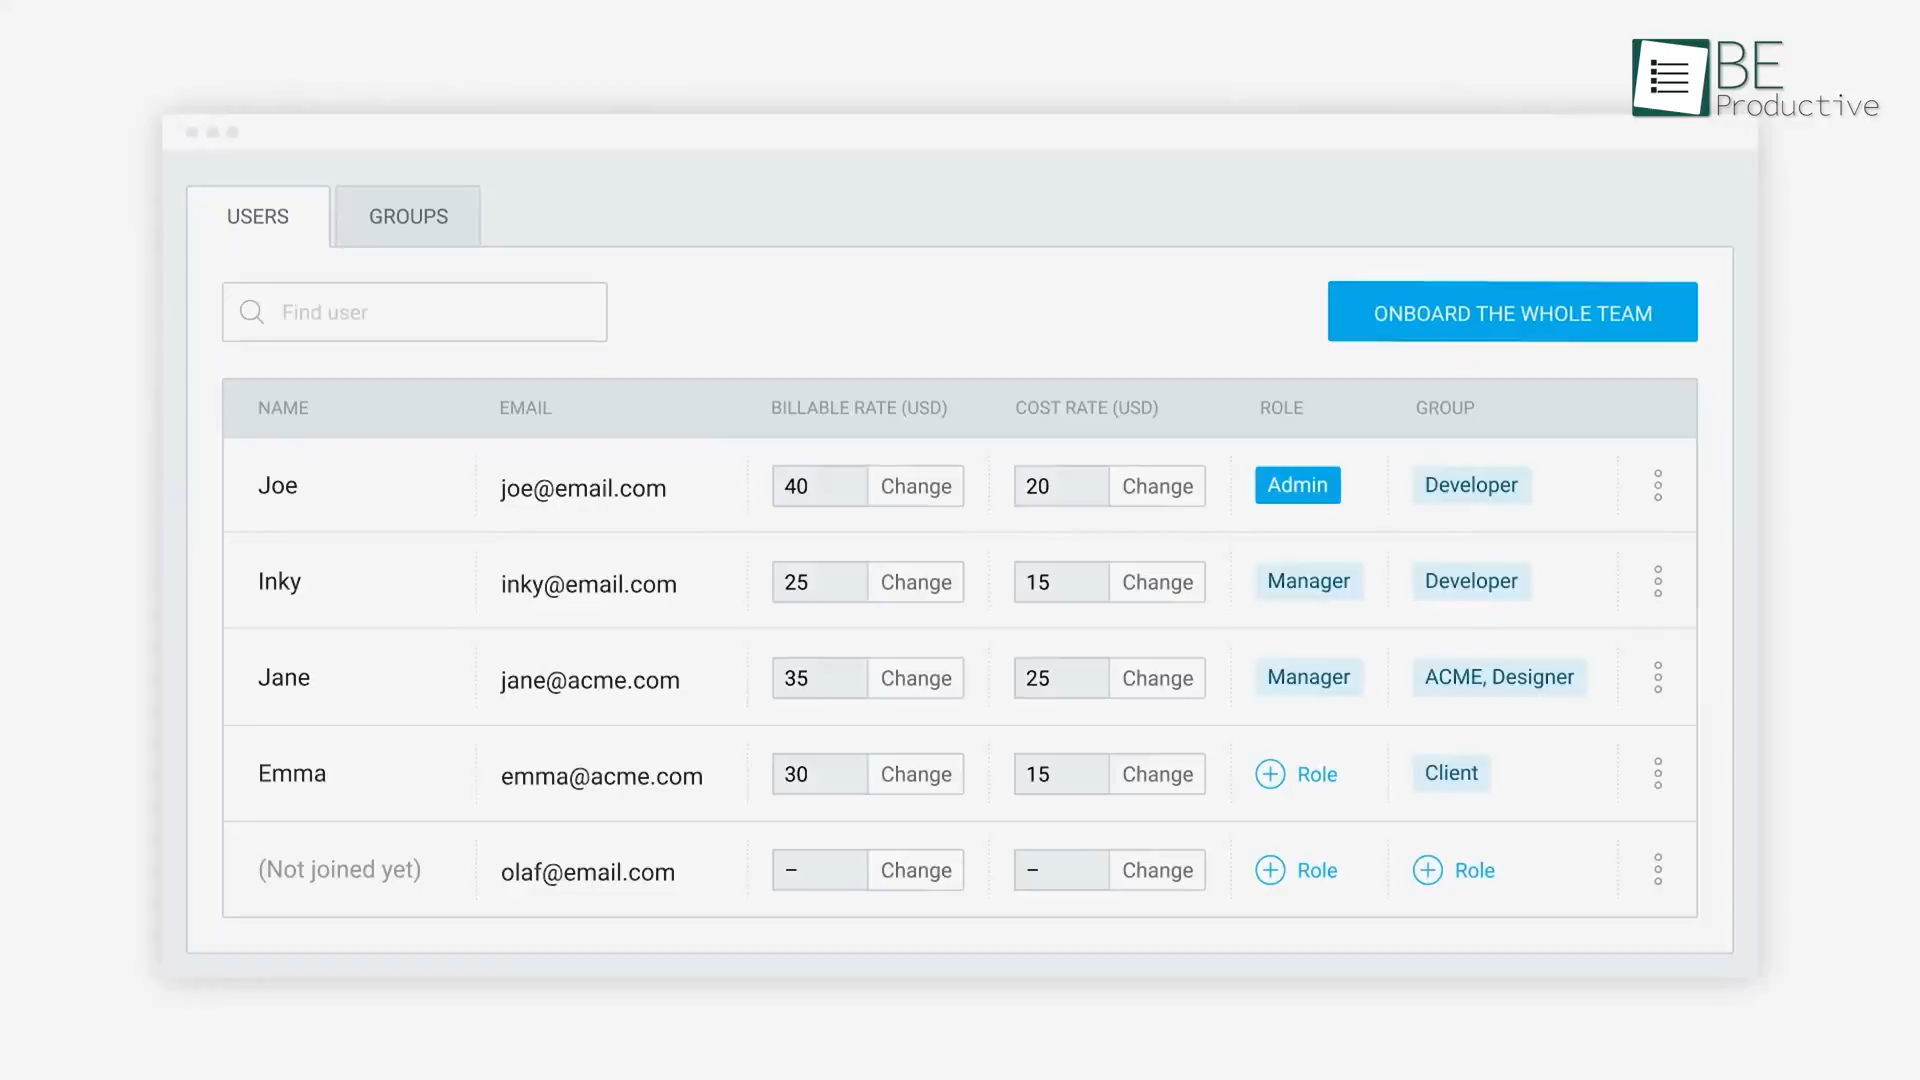 BE
Productive
USERS GROUPS
Find user
ONBOARD THE WHOLE TEAM
NAME EMAIL BILLABLE RATE (USD) COST RATE (USD) ROLE GROUP
Joe joe@email.com 40 Change 20 Change Admin Developer
Inky inky@email.com 25 Change 15 Change Manager Developer
Jane jane@acme.com 35 Change 25 Change Manager ACME, Designer
Emma emma@acme.com 30 Change 15 Change Role Client
(Not joined yet) olaf@email.com – Change – Change Role Role